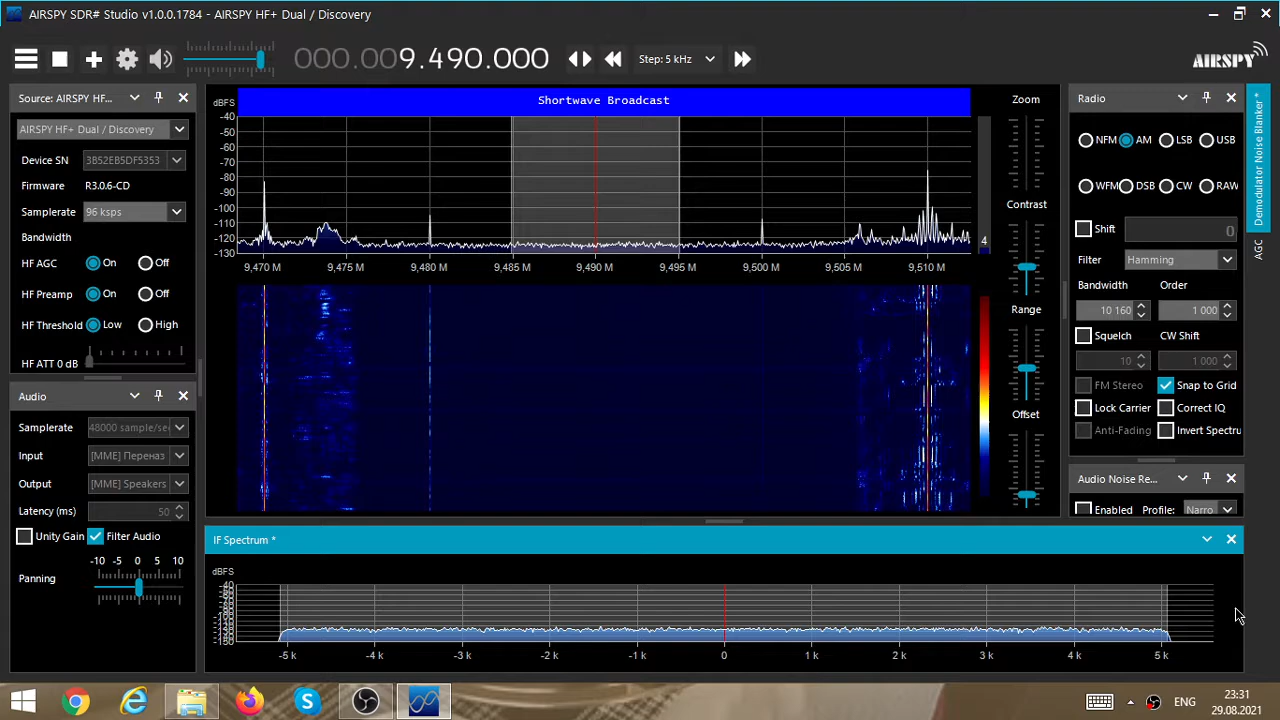 AIRSPY SDR# Studio v1.0.0.1784 - AIRSPY HF+ Dual / Discovery
000.009.490.000
Step: 5 kHz
AIRSPY
Source: AIRSPY HF...
AIRSPY HF+ Dual / Discovery
Device SN
Firmware R3.0.6-CD
Samplerate 96 ksps
Bandwidth
HF AGC On Off
HF Preamp On Off
HF Threshold Low High
HF ATT 0 dB
Audio
Samplerate 48000 sample/sec
Input [MME] Переназ
Output [MME] Speakers
Latency (ms) 50
Unity Gain Filter Audio
-10 -5 0 5 10
Panning
dBFS
Shortwave Broadcast
-40
-50
-60
-70
-80
-90
-100
-110
-120
-130
4
9,470 M 9,480 M 9,485 M 9,495 M 9,505 M 9,510 M
Zoom
Contrast
Range
Offset
Radio
NFM AM LSB USB
WFM DSB CW RAW
Shift 0
Filter Hamming
Bandwidth Order
10 160 1 000
Squelch CW Shift
10 1 000
FM Stereo Snap to Grid
Lock Carrier Correct IQ
Anti-Fading Invert Spectru
Audio Noise Re...
Enabled Profile: Narro
Demodulator Noise Blanker *
AGC
IF Spectrum *
dBFS
-5 k -4 k -3 k -2 k -1 k 0 1 k 2 k 3 k 4 k 5 k
ENG
23:31
29.08.2021